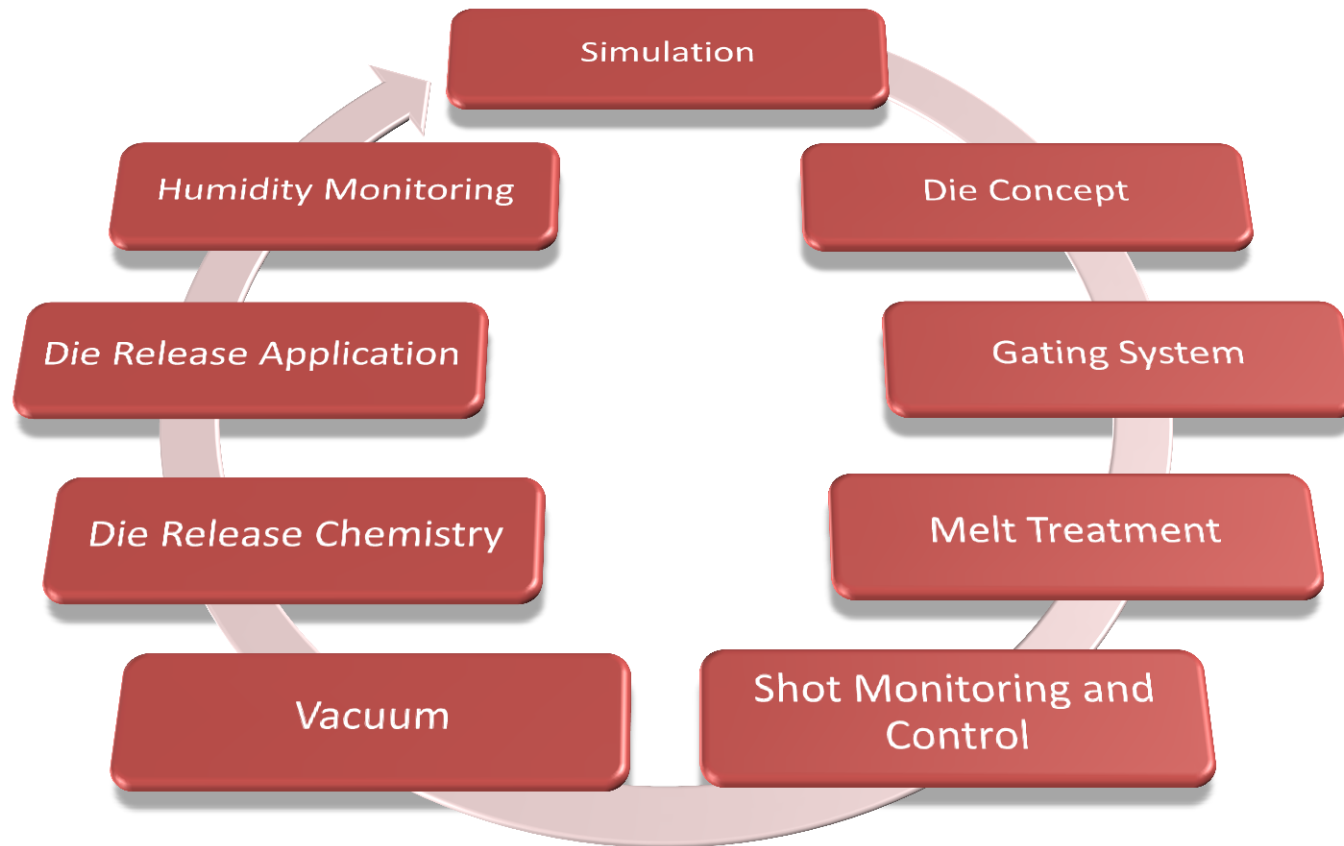 Simulation
Die Concept
Gating System
Melt Treatment
Shot Monitoring and
Control
Vacuum
Die Release Chemistry
Die Release Application
Humidity Monitoring